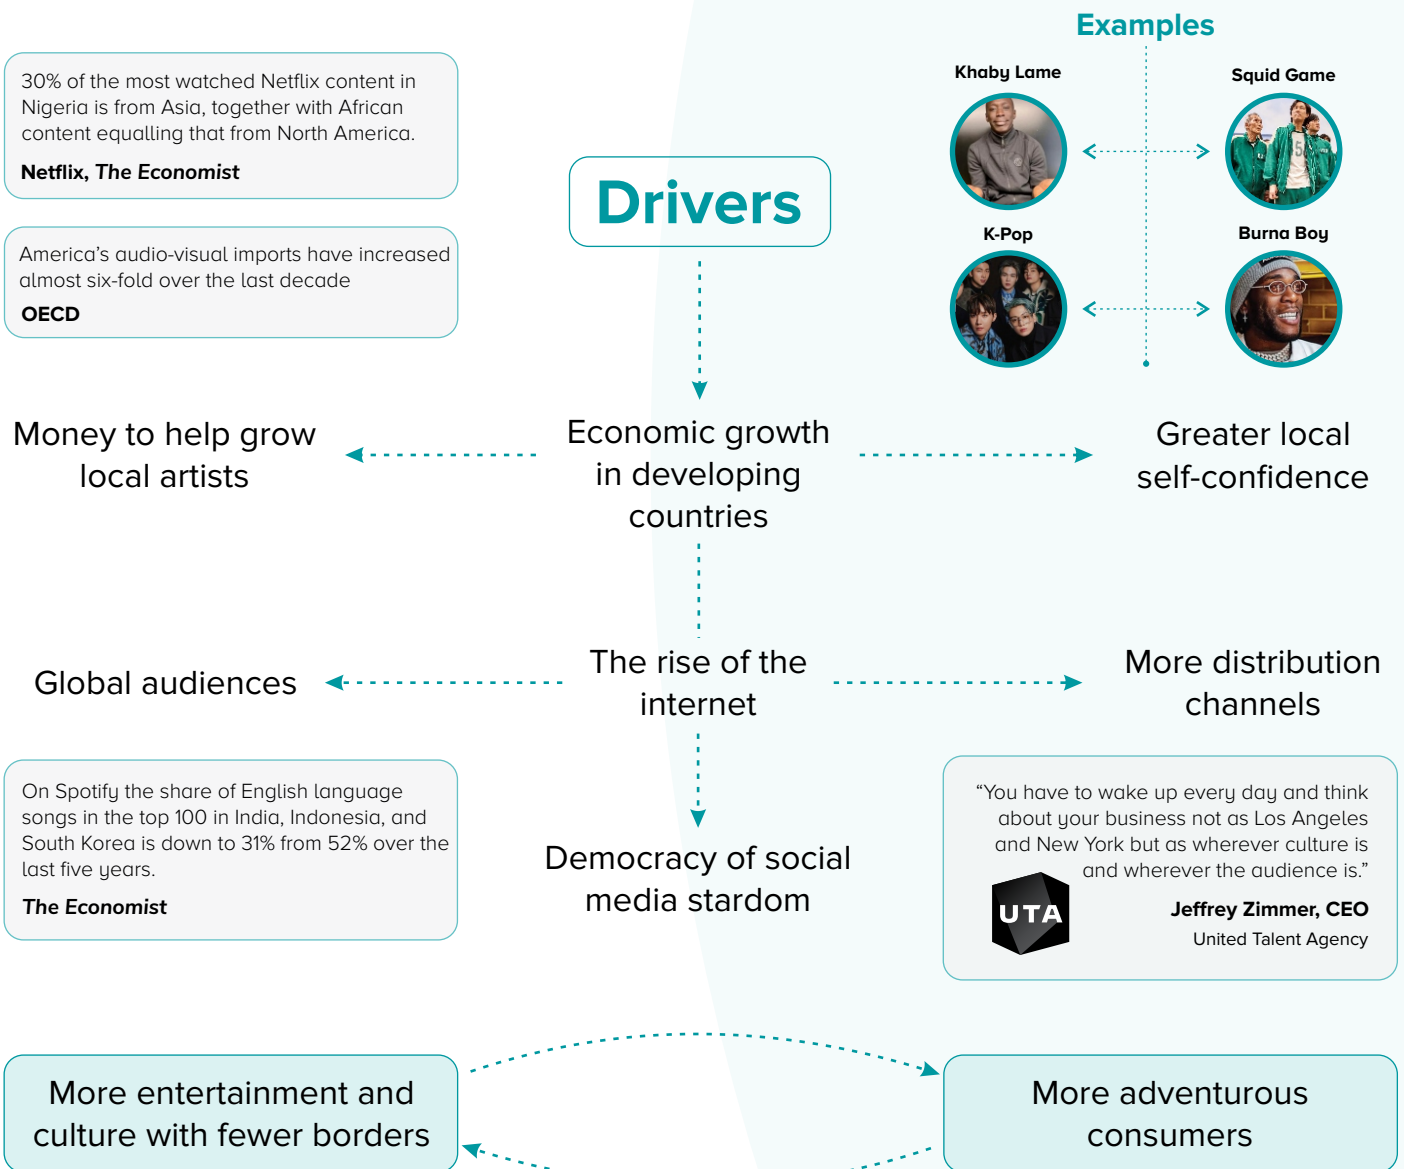 Examples
Khaby Lame
Squid Game
K-Pop
Burna Boy
30% of the most watched Netflix content in
Nigeria is from Asia, together with African
content equalling that from North America.
Netflix, The Economist
America's audio-visual imports have increased
almost six-fold over the last decade
OECD
Drivers
Money to help grow
local artists
Economic growth
in developing
countries
Greater local
self-confidence
Global audiences
The rise of the
internet
More distribution
channels
On Spotify the share of English language
songs in the top 100 in India, Indonesia, and
South Korea is down to 31% from 52% over the
last five years.
The Economist
Democracy of social
media stardom
“You have to wake up every day and think
about your business not as Los Angeles
and New York but as wherever culture is
and wherever the audience is.”
UTA
Jeffrey Zimmer, CEO
United Talent Agency
More entertainment and
culture with fewer borders
More adventurous
consumers